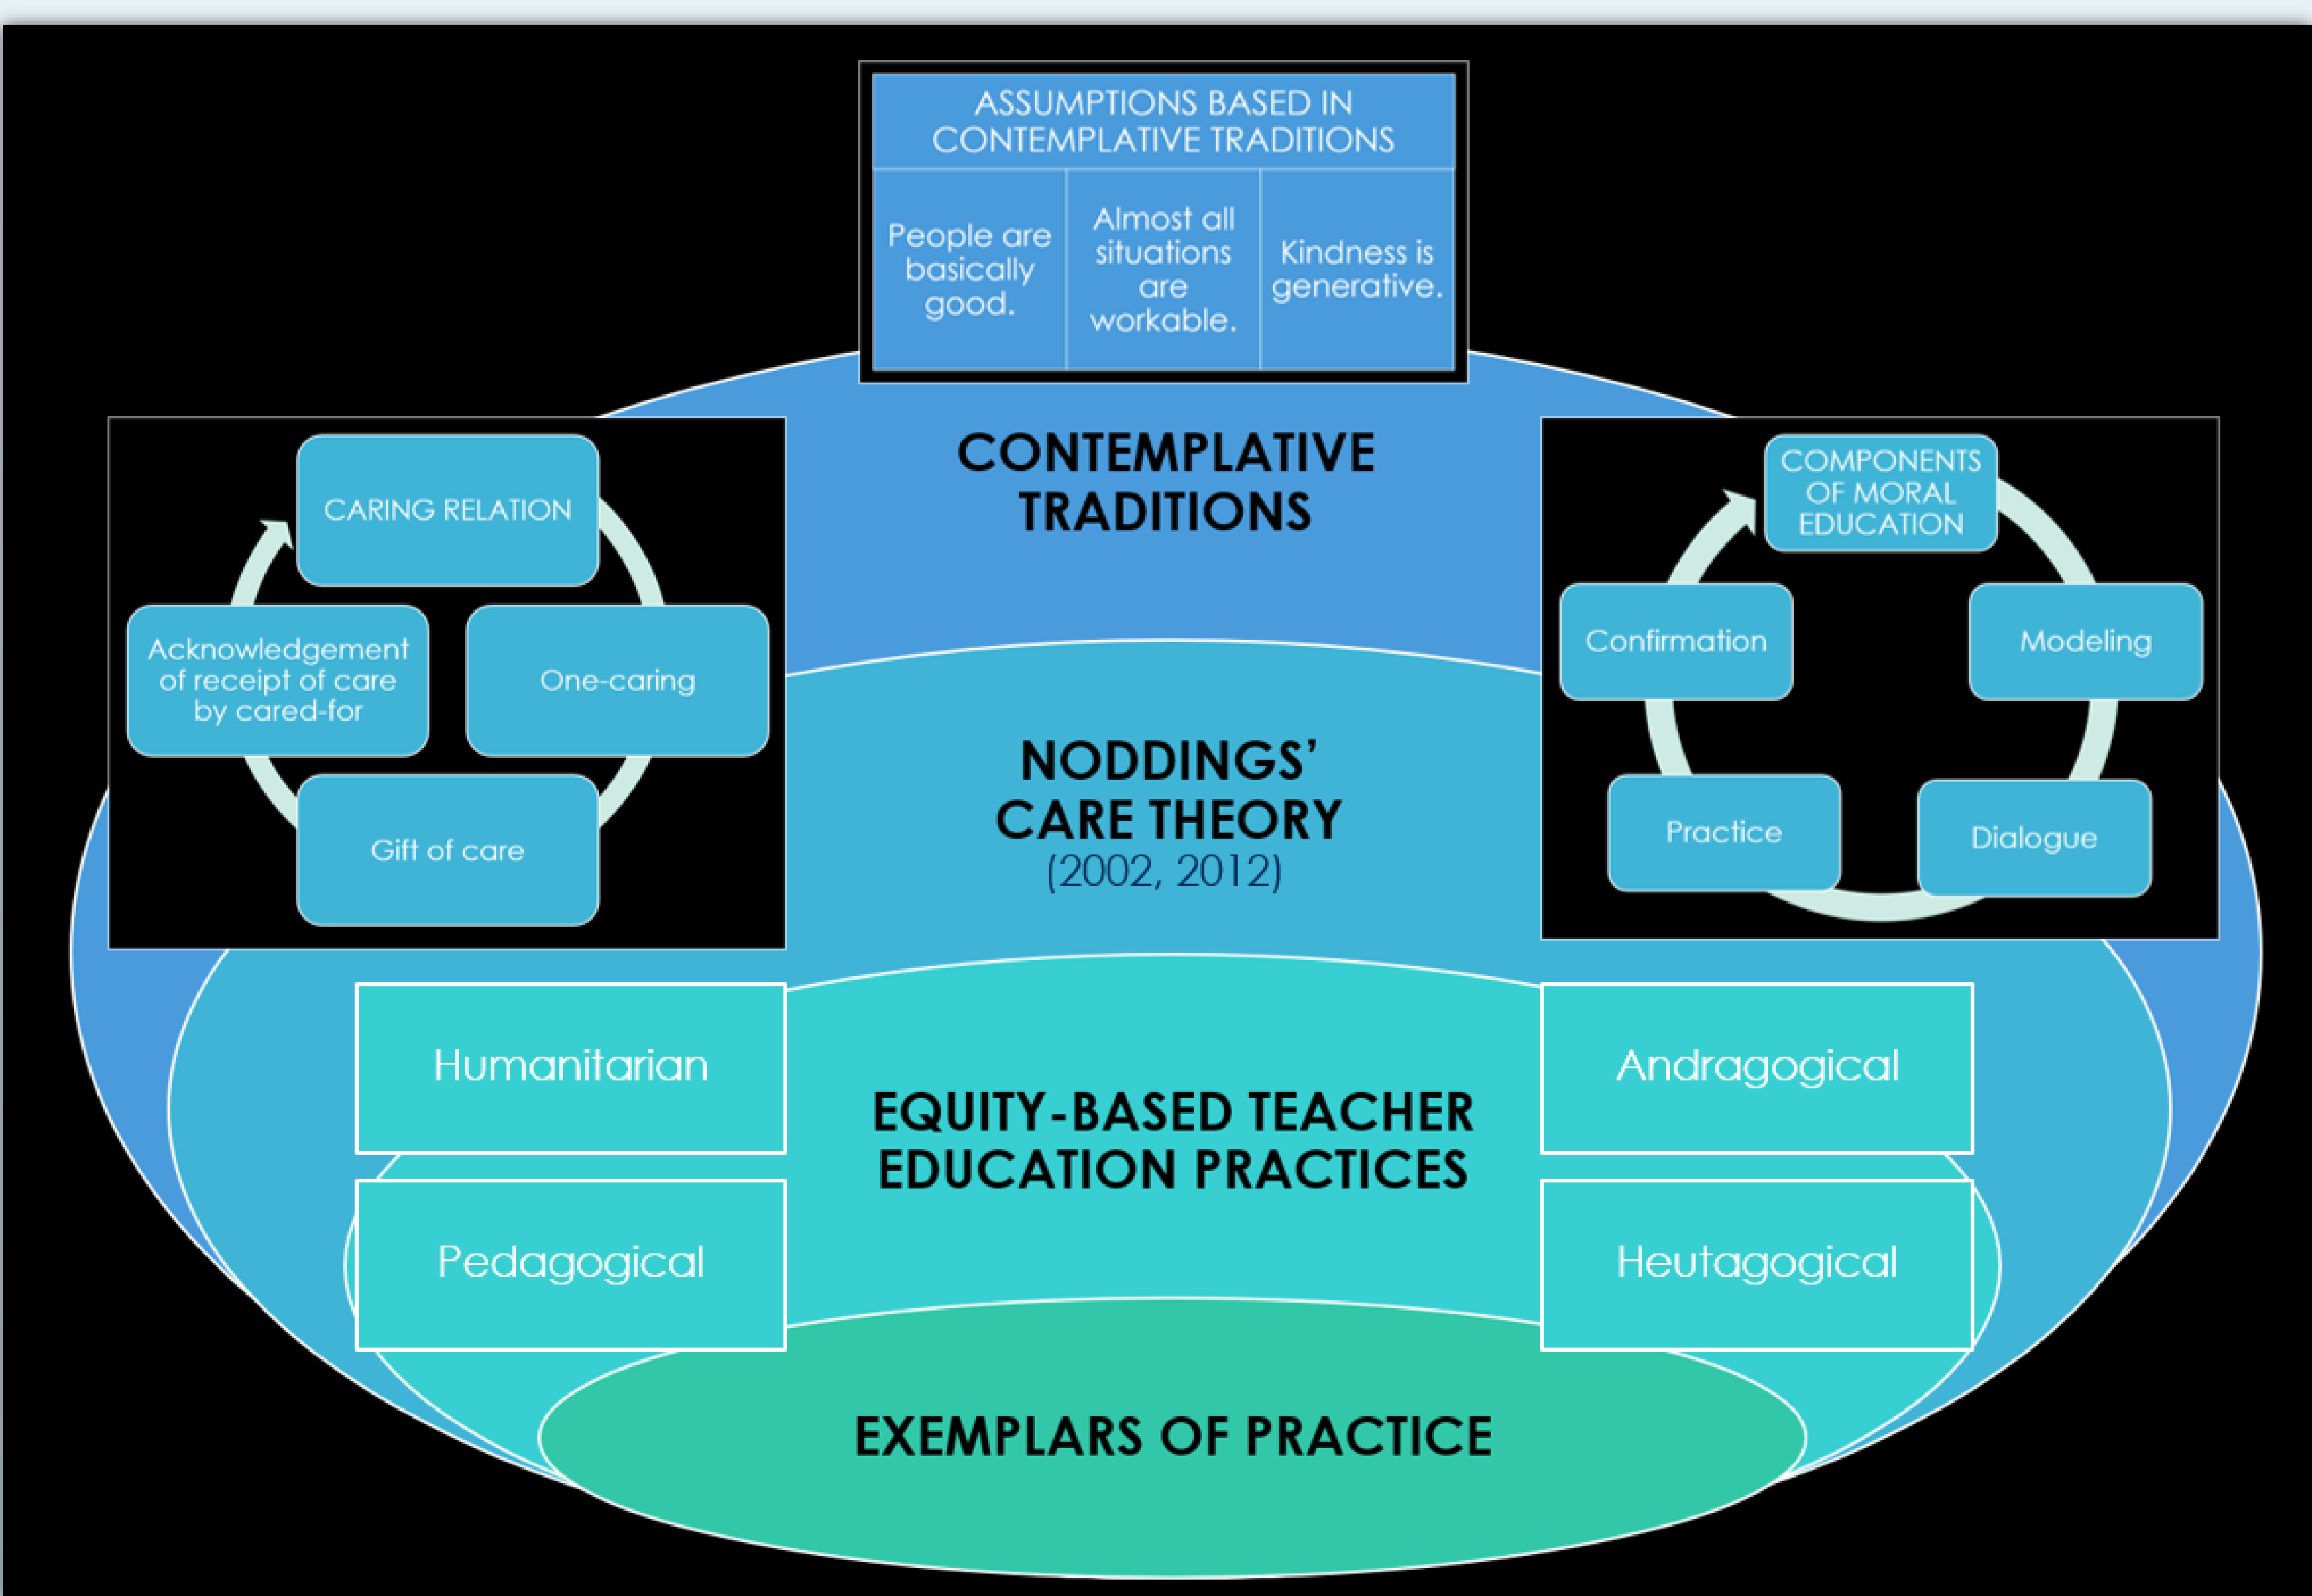 ASSUMPTIONS BASED IN
CONTEMPLATIVE TRADITIONS
People are
basically
good.
Almost all
situations
are
workable.
Kindness is
generative.
CONTEMPLATIVE
TRADITIONS
CARING RELATION
One-caring
Gift of care
Acknowledgement
of receipt of care
by cared-for
COMPONENTS
OF MORAL
EDUCATION
Modeling
Dialogue
Practice
Confirmation
NODDINGS’
CARE THEORY
(2002, 2012)
Humanitarian
Pedagogical
EQUITY-BASED TEACHER
EDUCATION PRACTICES
Andragogical
Heutagogical
EXEMPLARS OF PRACTICE